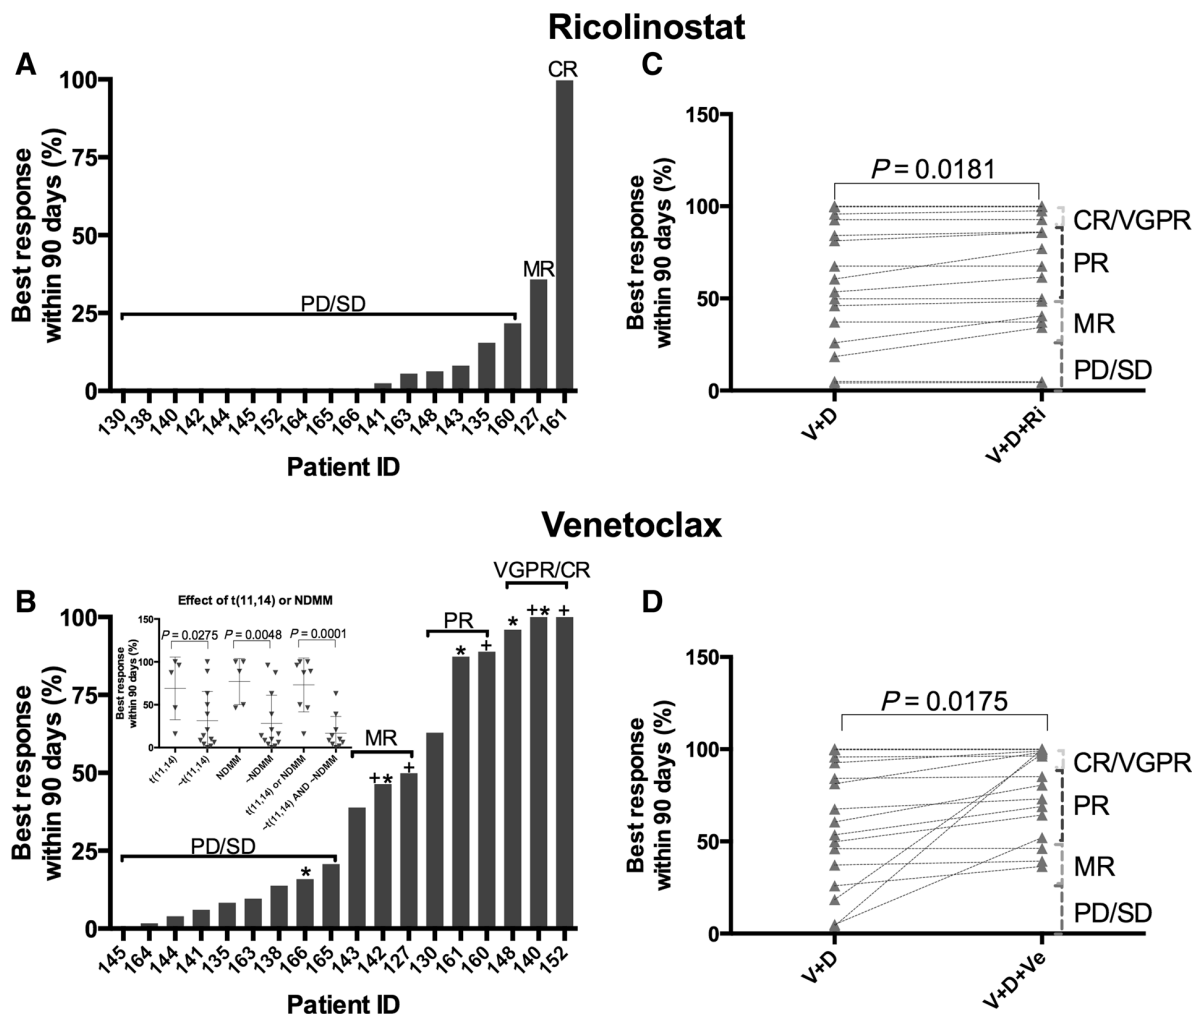 Ricolinostat
A
Best response
within 90 days (%)
100
75
50
25
0
PD/SD
MR
CR
130 138 140 142 144 145 152 164 165 166 141 163 148 143 135 160 127 161
Patient ID
C
Best response
within 90 days (%)
150
100
50
0
P = 0.0181
CR/VGPR
PR
MR
PD/SD
V+D V+D+Ri
Venetoclax
B
Best response
within 90 days (%)
100
75
50
25
0
Effect of t(11,14) or NDMM
Best response
within 90 days (%)
150
100
50
0
P = 0.0275 P = 0.0048 P = 0.0001
t(11,14) ~t(11,14) NDMM ~NDMM t(11,14) or NDMM ~t(11,14) AND ~NDMM
PD/SD
MR
PR
VGPR/CR
* +* + * + * +* +
145 164 144 141 135 163 138 166 165 143 142 127 130 161 160 148 140 152
Patient ID
D
Best response
within 90 days (%)
150
100
50
0
P = 0.0175
CR/VGPR
PR
MR
PD/SD
V+D V+D+Ve